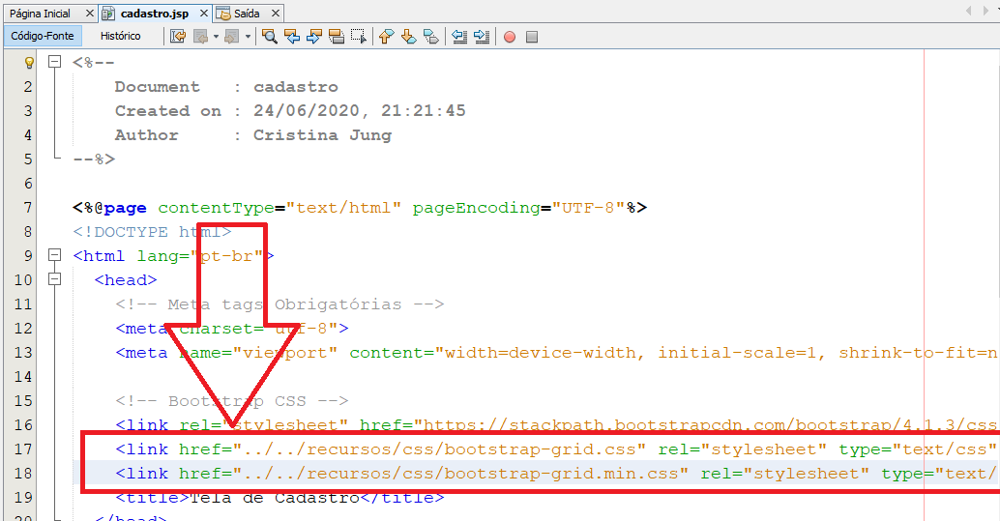 Página Inicial cadastro.jsp Saída
Código-Fonte Histórico
<%--
2 Document : cadastro
3 Created on : 24/06/2020, 21:21:45
4 Author : Cristina Jung
5 --%>
6
7 <%@page contentType="text/html" pageEncoding="UTF-8"%>
8 <!DOCTYPE html>
9 <html lang="pt-br">
10 <head>
11 <!-- Meta tags Obrigatórias -->
12 <meta charset="utf-8">
13 <meta name="viewport" content="width=device-width, initial-scale=1, shrink-to-fit=n
14
15 <!-- Bootstrap CSS -->
16 <link rel="stylesheet" href="https://stackpath.bootstrapcdn.com/bootstrap/4.1.3/css
17 <link href="../../recursos/css/bootstrap-grid.css" rel="stylesheet" type="text/css"
18 <link href="../../recursos/css/bootstrap-grid.min.css" rel="stylesheet" type="text/
19 <title>Tela de Cadastro</title>
20 </head>